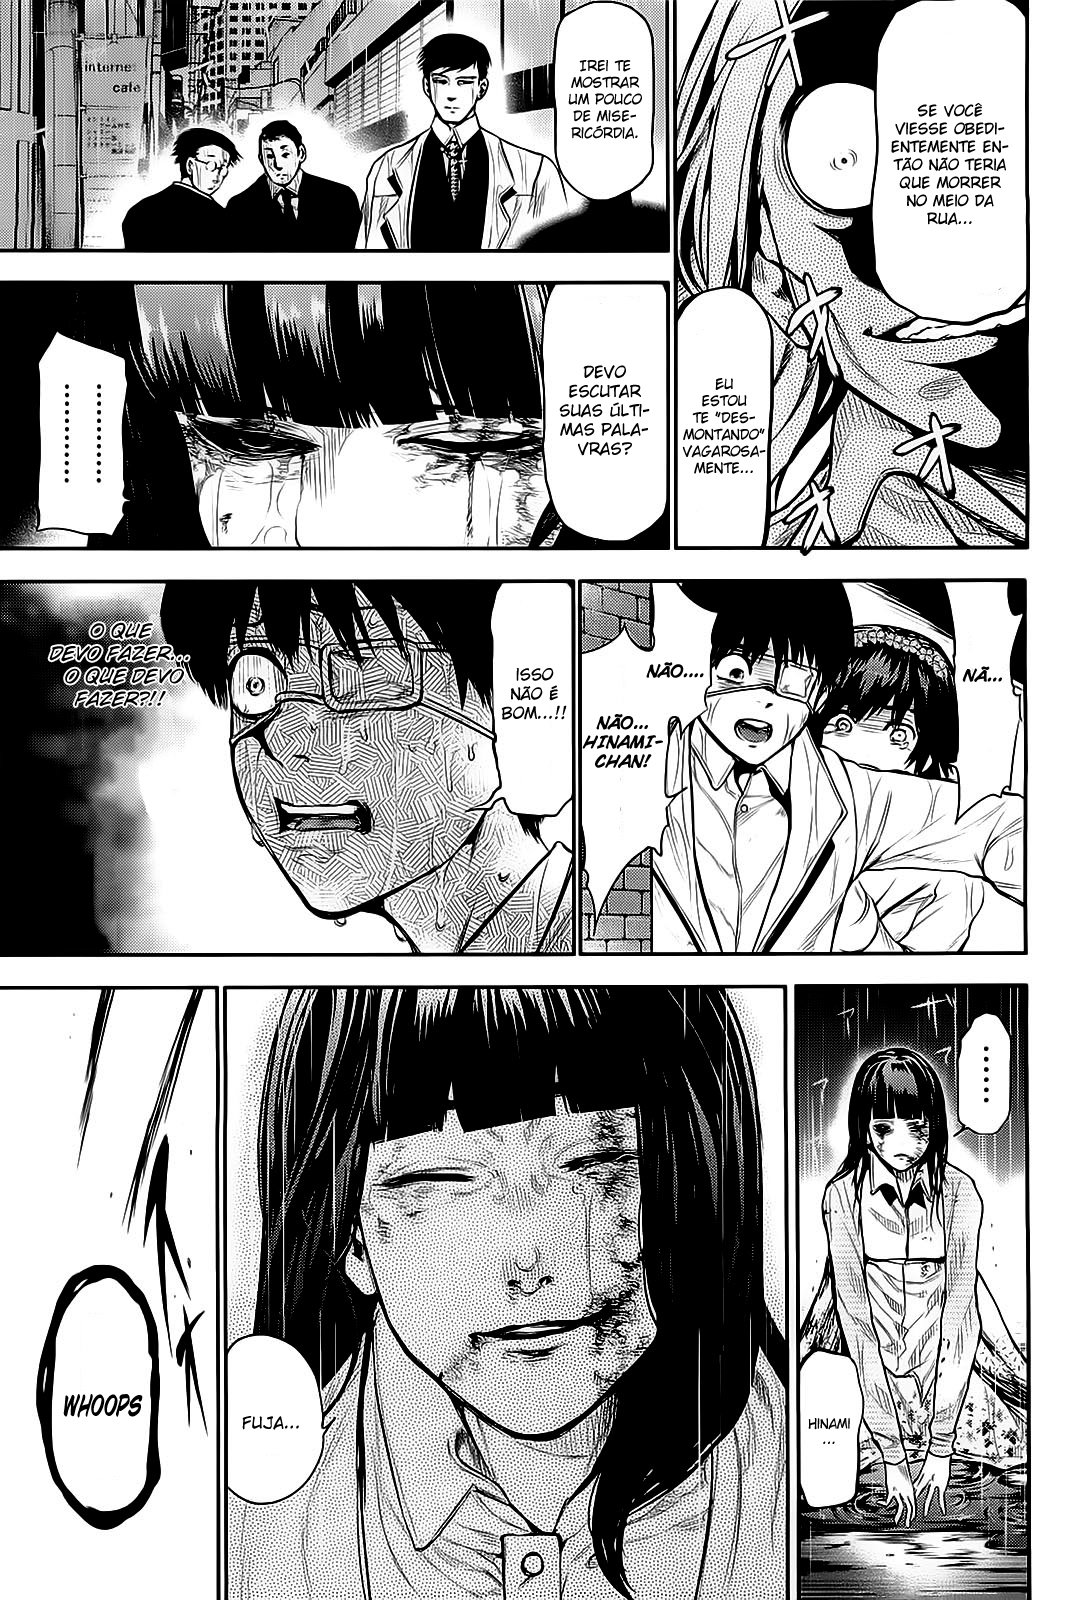 SE VOCÊ
VIESSE OBEDI-
ENTEMENTE EN-
TÃO NÃO TERIA
QUE MORRER
NO MEIO DA
RUA...
EU
ESTOU
TE "DES-
MONTANDO"
VAGAROSA-
MENTE...
IREI TE
MOSTRAR
UM POUCO
DE MISE-
RICÓRDIA.
internet
cafe
DEVO
ESCUTAR
SUAS ÚLTI-
MAS PALA-
VRAS?
.........
NÃ...
NÃO....
NÃO...
HINAMI-
CHAN!
ISSO
NÃO É
BOM...!!
O QUE
DEVO FAZER...
O QUE DEVO
FAZER?!!
......
HINAMI
...
FUJA...
WHOOPS